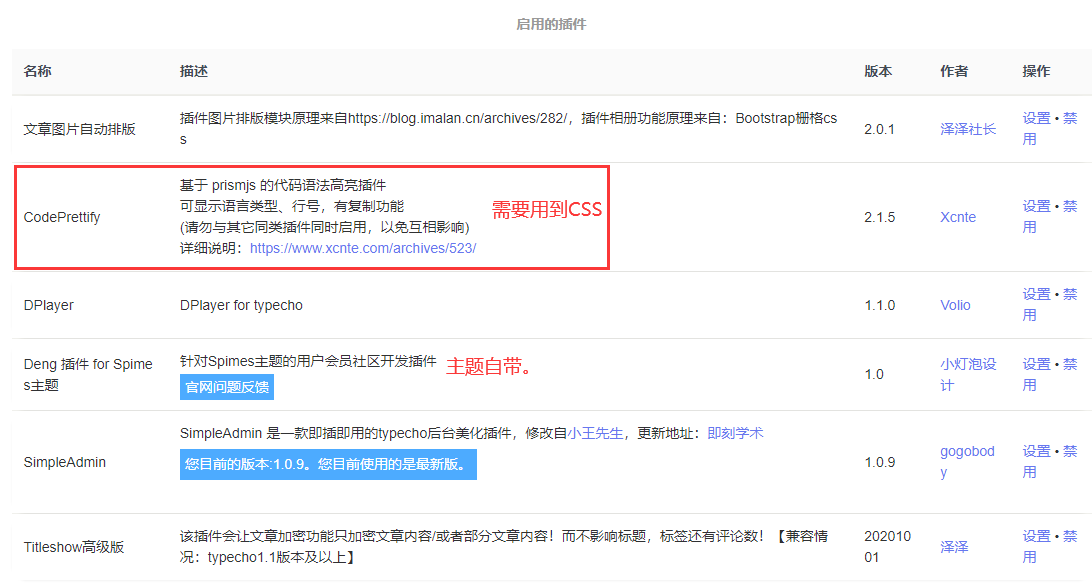 启用的插件
名称 描述 版本 作者 操作
文章图片自动排版 插件图片排版模块原理来自https://blog.imalan.cn/archives/282/，插件相册功能原理来自：Bootstrap栅格cs
s
2.0.1 泽泽社长 设置 • 禁
用
CodePrettify
基于 prismjs 的代码语法高亮插件
可显示语言类型、行号，有复制功能
(请勿与其它同类插件同时启用，以免互相影响)
详细说明：https://www.xcnte.com/archives/523/
需要用到CSS
2.1.5 Xcnte 设置 • 禁
用
DPlayer DPlayer for typecho 1.1.0 Volio 设置 • 禁
用
Deng 插件 for Spime
s主题
针对Spimes主题的用户会员社区开发插件 主题自带。
官网问题反馈
1.0 小灯泡设
计
设置 • 禁
用
SimpleAdmin
SimpleAdmin 是一款即插即用的typecho后台美化插件，修改自小王先生，更新地址：即刻学术
您目前的版本:1.0.9。您目前使用的是最新版。
1.0.9 gogobod
y
设置 • 禁
用
Titleshow高级版
该插件会让文章加密功能只加密文章内容/或者部分文章内容！而不影响标题，标签还有评论数！【兼容情
况：typecho1.1版本及以上】
202010
01
泽泽 设置 • 禁
用